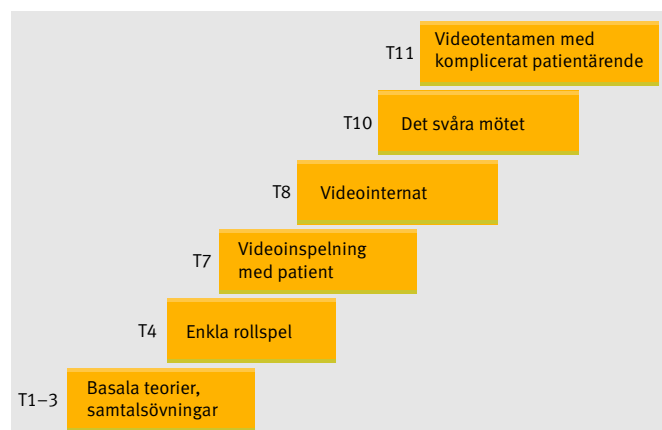 T11
Videotentamen med
komplicerat patientärende
T10
Det svåra mötet
T8
Videointernat
T7
Videoinspelning
med patient
T4
Enkla rollspel
T1–3
Basala teorier,
samtalsövningar